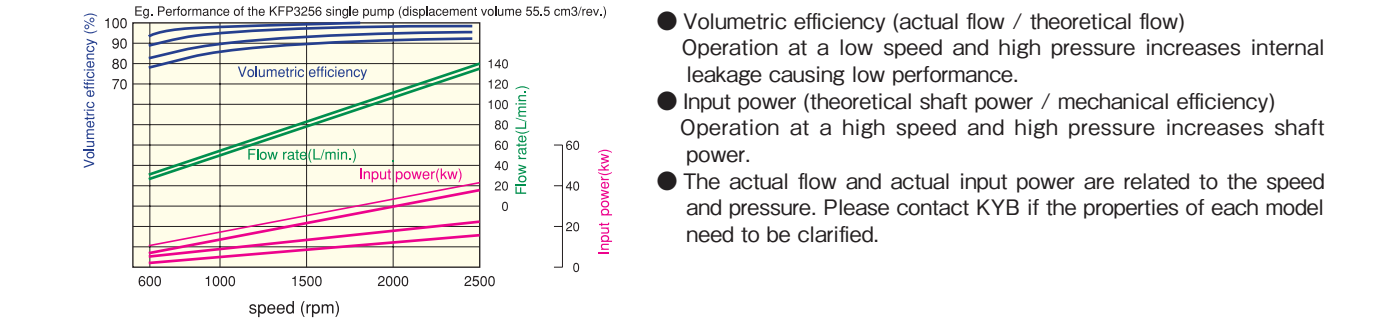 Eg. Performance of the KFP3256 single pump (displacement volume 55.5 cm3/rev.)
Volumetric efficiency (%)
100
90
80
70
Volumetric efficiency
Flow rate(L/min.)
Input power(kw)
140
120
100
80
60
40
20
0
Flow rate(L/min.)
60
40
20
0
Input power(kw)
600 1000 1500 2000 2500
speed (rpm)
● Volumetric efficiency (actual flow / theoretical flow)
Operation at a low speed and high pressure increases internal
leakage causing low performance.
● Input power (theoretical shaft power / mechanical efficiency)
Operation at a high speed and high pressure increases shaft
power.
● The actual flow and actual input power are related to the speed
and pressure. Please contact KYB if the properties of each model
need to be clarified.